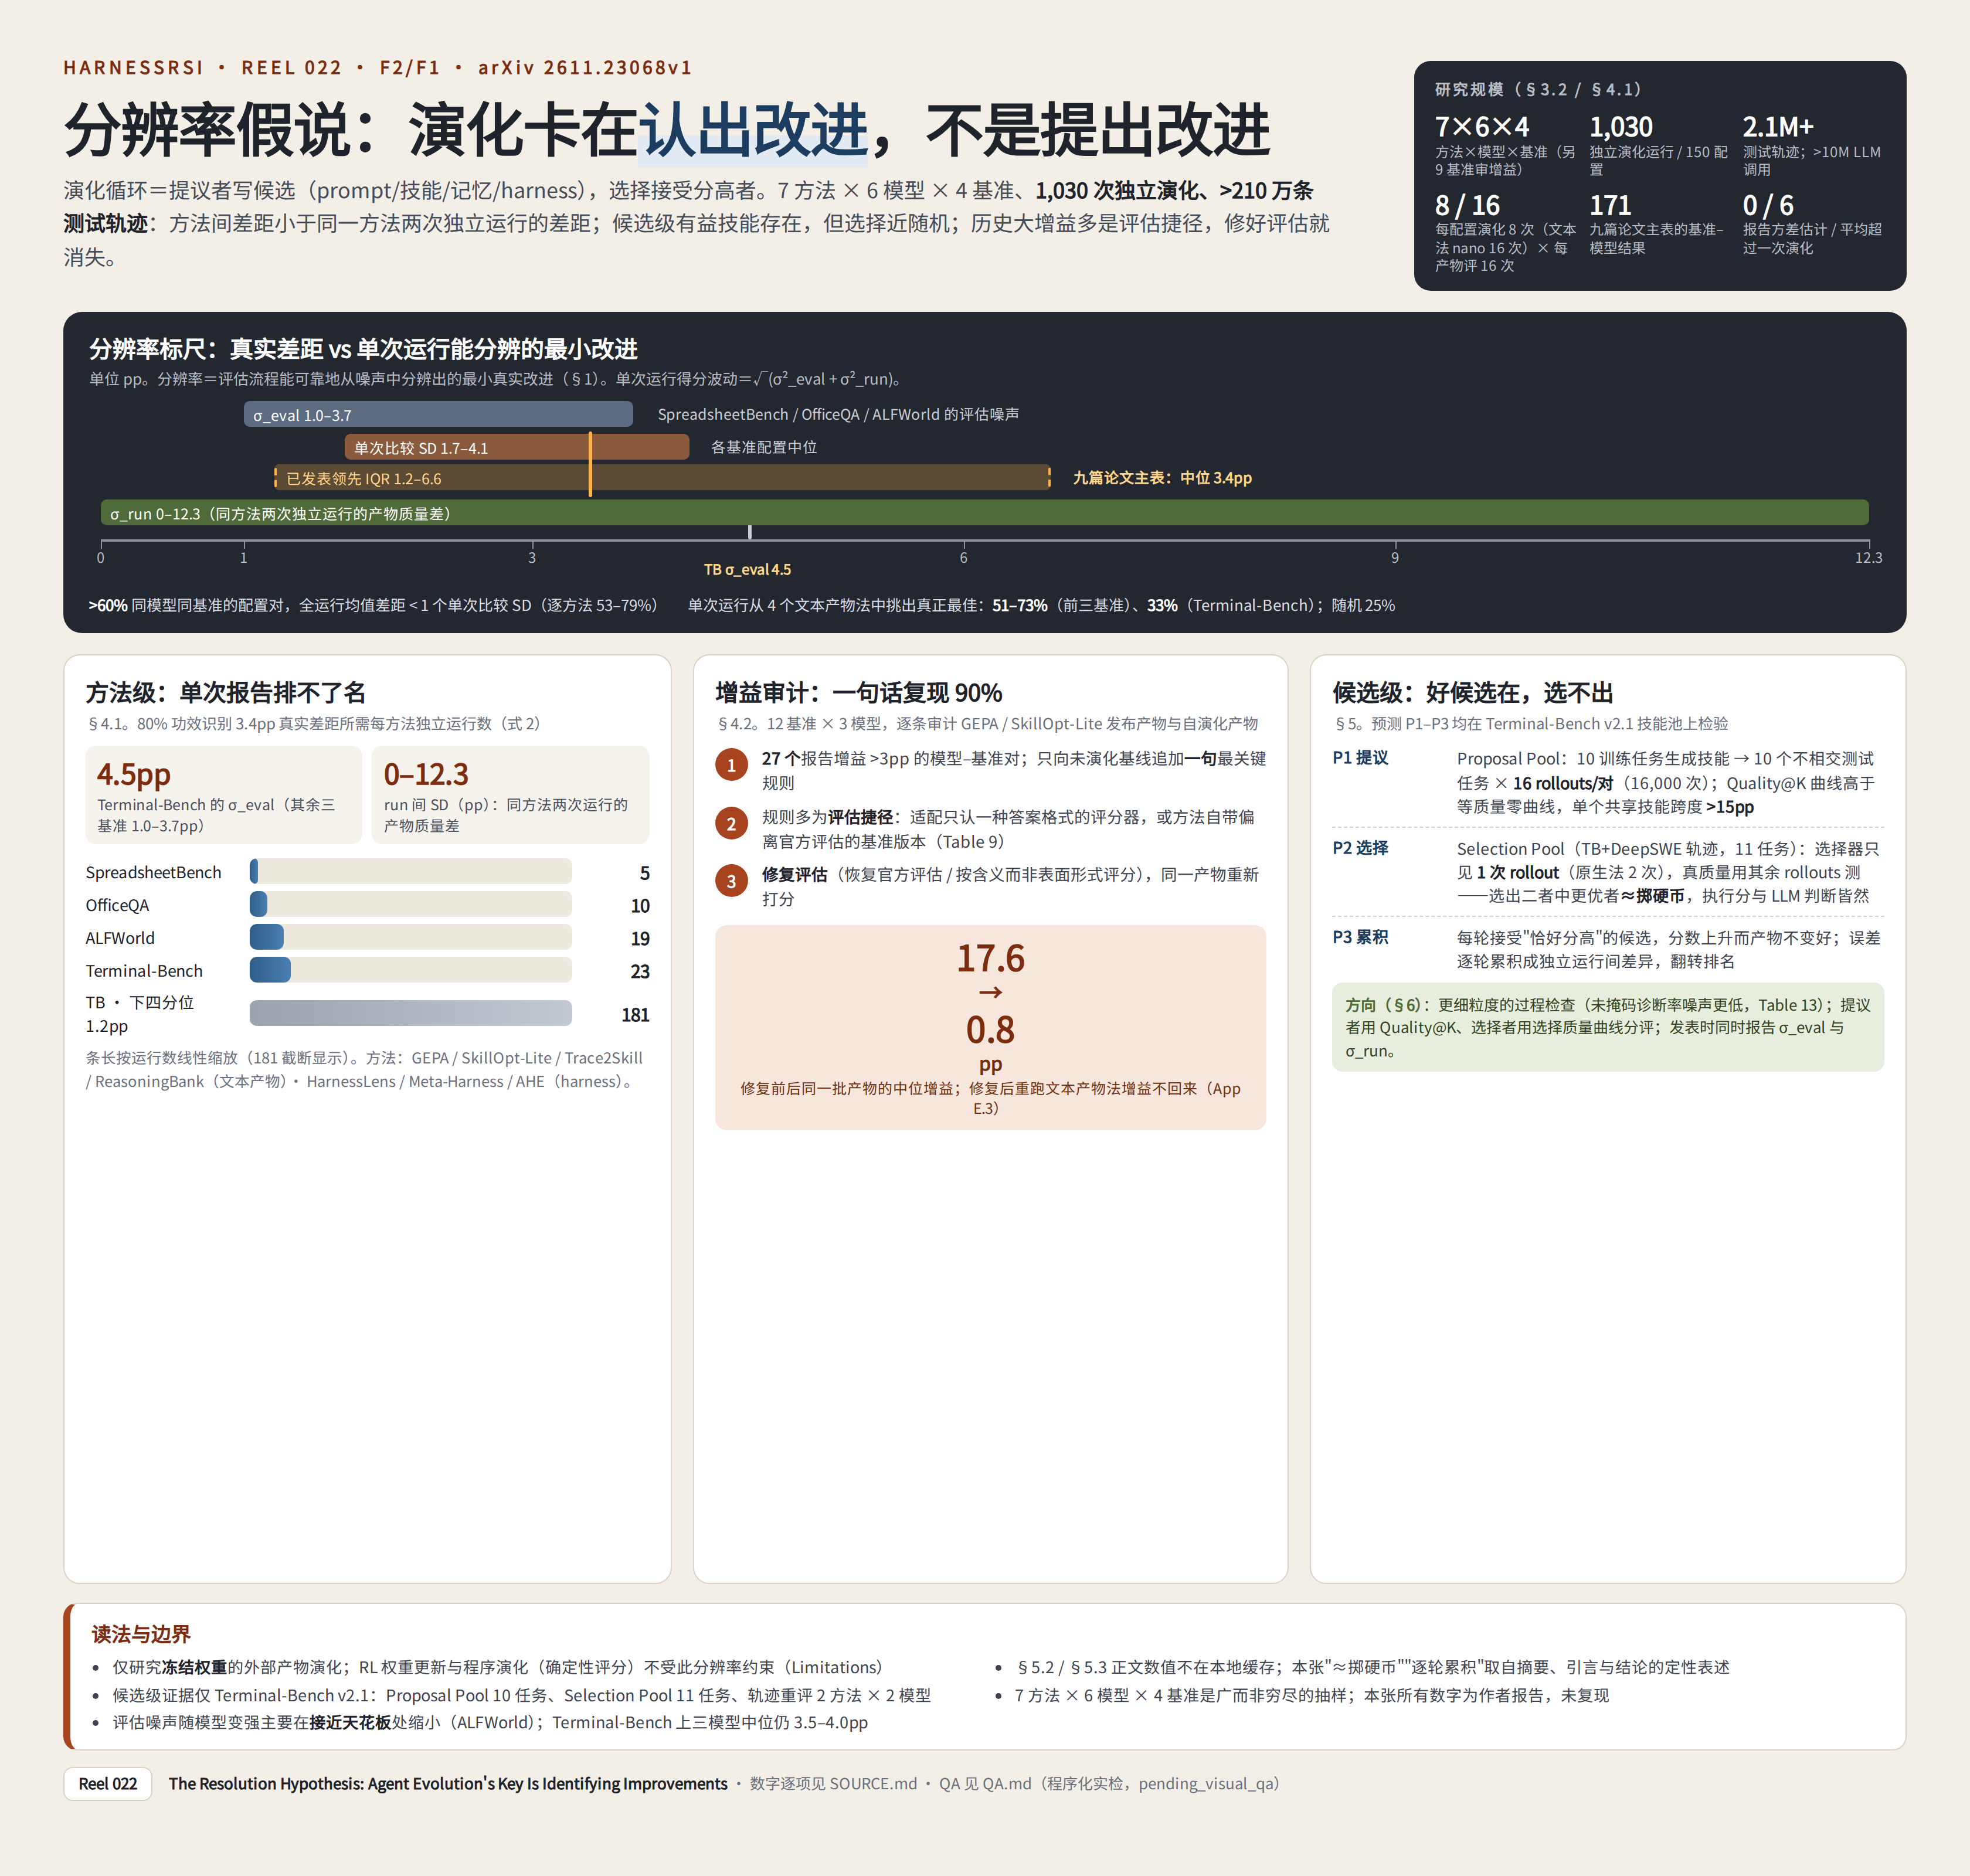 HARNESSRSI · REEL 022 · F2/F1 · arXiv 2611.23068v1
分辨率假说：演化卡在认出改进，不是提出改进
演化循环＝提议者写候选（prompt/技能/记忆/harness），选择接受分高者。7 方法 × 6 模型 × 4 基准、1,030 次独立演化、>210 万条
测试轨迹：方法间差距小于同一方法两次独立运行的差距；候选级有益技能存在，但选择近随机；历史大增益多是评估捷径，修好评估就
消失。
研究规模（§3.2 / §4.1）
7×6×4
方法×模型×基准（另
9 基准审增益）
1,030
独立演化运行 / 150 配
置
2.1M+
测试轨迹；>10M LLM
调用
8 / 16
每配置演化 8 次（文本
法 nano 16 次）× 每
产物评 16 次
171
九篇论文主表的基准–
模型结果
0 / 6
报告方差估计 / 平均超
过一次演化
分辨率标尺：真实差距 vs 单次运行能分辨的最小改进
单位 pp。分辨率＝评估流程能可靠地从噪声中分辨出的最小真实改进（§1）。单次运行得分波动＝√(σ²_eval + σ²_run)。
σ_eval 1.0–3.7
SpreadsheetBench / OfficeQA / ALFWorld 的评估噪声
单次比较 SD 1.7–4.1
各基准配置中位
已发表领先 IQR 1.2–6.6
九篇论文主表：中位 3.4pp
σ_run 0–12.3（同方法两次独立运行的产物质量差）
0 1 3 6 9 12.3
TB σ_eval 4.5
>60% 同模型同基准的配置对，全运行均值差距 < 1 个单次比较 SD（逐方法 53–79%） 单次运行从 4 个文本产物法中挑出真正最佳：51–73%（前三基准）、33%（Terminal-Bench）；随机 25%
方法级：单次报告排不了名
§4.1。80% 功效识别 3.4pp 真实差距所需每方法独立运行数（式 2）
4.5pp
Terminal-Bench 的 σ_eval（其余三
基准 1.0–3.7pp）
0–12.3
run 间 SD（pp）：同方法两次运行的
产物质量差
SpreadsheetBench 5
OfficeQA 10
ALFWorld 19
Terminal-Bench 23
TB · 下四分位
1.2pp 181
条长按运行数线性缩放（181 截断显示）。方法：GEPA / SkillOpt-Lite / Trace2Skill
/ ReasoningBank（文本产物）· HarnessLens / Meta-Harness / AHE（harness）。
增益审计：一句话复现 90%
§4.2。12 基准 × 3 模型，逐条审计 GEPA / SkillOpt-Lite 发布产物与自演化产物
1 27 个报告增益 >3pp 的模型–基准对；只向未演化基线追加一句最关键
规则
2 规则多为评估捷径：适配只认一种答案格式的评分器，或方法自带偏
离官方评估的基准版本（Table 9）
3 修复评估（恢复官方评估 / 按含义而非表面形式评分），同一产物重新
打分
17.6
→
0.8
pp
修复前后同一批产物的中位增益；修复后重跑文本产物法增益不回来（App
E.3）
候选级：好候选在，选不出
§5。预测 P1–P3 均在 Terminal-Bench v2.1 技能池上检验
P1 提议 Proposal Pool：10 训练任务生成技能 → 10 个不相交测试
任务 × 16 rollouts/对（16,000 次）；Quality@K 曲线高于
等质量零曲线，单个共享技能跨度 >15pp
P2 选择 Selection Pool（TB+DeepSWE 轨迹，11 任务）：选择器只
见 1 次 rollout（原生法 2 次），真质量用其余 rollouts 测
——选出二者中更优者≈掷硬币，执行分与 LLM 判断皆然
P3 累积 每轮接受"恰好分高"的候选，分数上升而产物不变好；误差
逐轮累积成独立运行间差异，翻转排名
方向（§6）：更细粒度的过程检查（未掩码诊断率噪声更低，Table 13）；提议
者用 Quality@K、选择者用选择质量曲线分评；发表时同时报告 σ_eval 与
σ_run。
读法与边界
• 仅研究冻结权重的外部产物演化；RL 权重更新与程序演化（确定性评分）不受此分辨率约束（Limitations）
• 候选级证据仅 Terminal-Bench v2.1：Proposal Pool 10 任务、Selection Pool 11 任务、轨迹重评 2 方法 × 2 模型
• 评估噪声随模型变强主要在接近天花板处缩小（ALFWorld）；Terminal-Bench 上三模型中位仍 3.5–4.0pp
• §5.2 / §5.3 正文数值不在本地缓存；本张"≈掷硬币""逐轮累积"取自摘要、引言与结论的定性表述
• 7 方法 × 6 模型 × 4 基准是广而非穷尽的抽样；本张所有数字为作者报告，未复现
Reel 022 The Resolution Hypothesis: Agent Evolution's Key Is Identifying Improvements · 数字逐项见 SOURCE.md · QA 见 QA.md（程序化实检，pending_visual_qa）